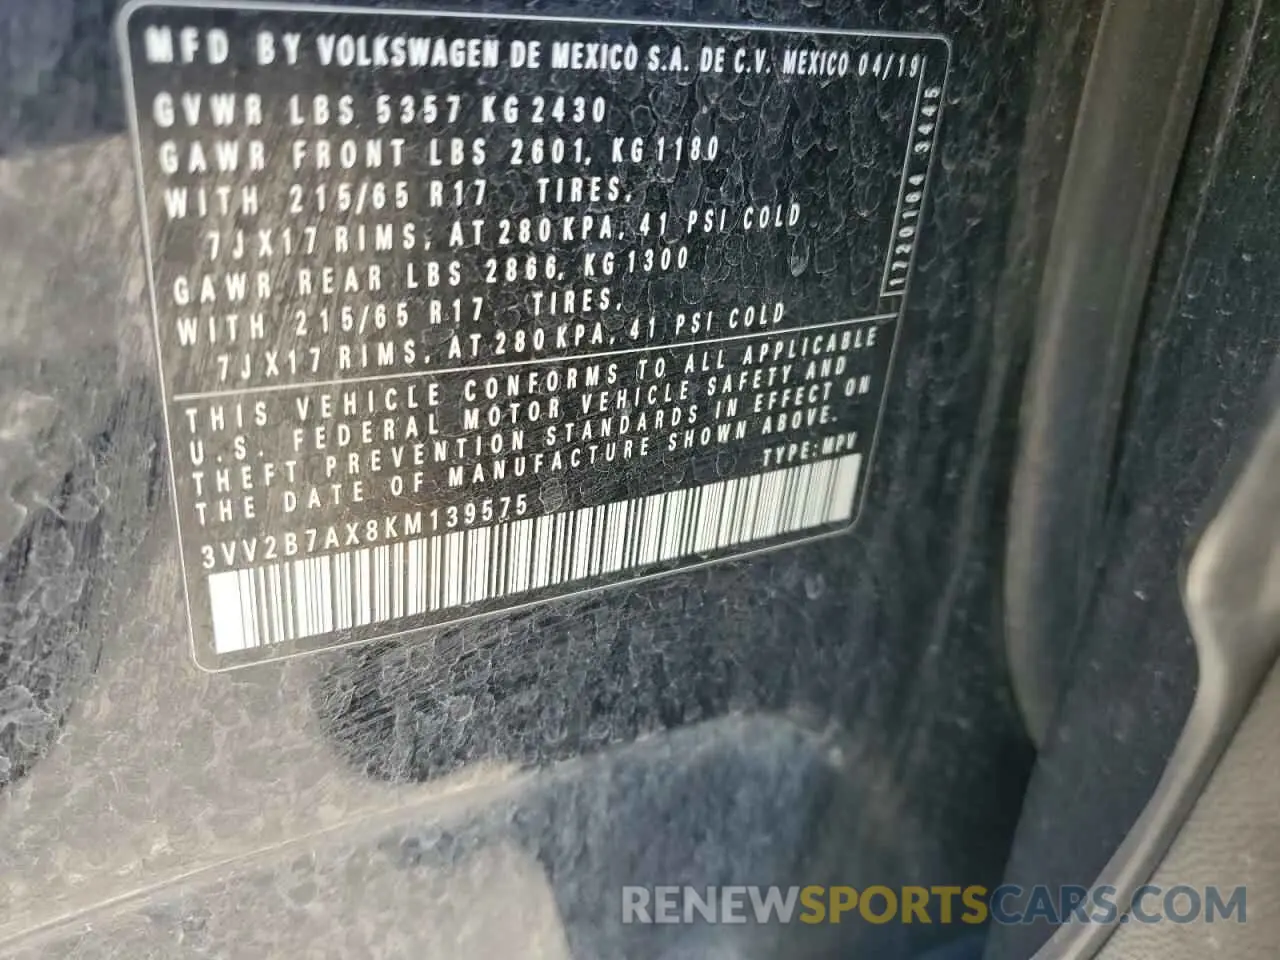 MFD BY VOLKSWAGEN DE MEXICO S.A. DE C.V. MEXICO 04/19
GVWR LBS 5357 KG 2430
GAWR FRONT LBS 2601, KG 1180
WITH 215/65 R17 TIRES,
7JX17 RIMS, AT 280 KPA, 41 PSI COLD
GAWR REAR LBS 2866, KG 1300
WITH 215/65 R17 TIRES,
7JX17 RIMS, AT 280 KPA, 41 PSI COLD
1220164 3445
THIS VEHICLE CONFORMS TO ALL APPLICABLE
U.S. FEDERAL MOTOR VEHICLE SAFETY AND
THEFT PREVENTION STANDARDS IN EFFECT ON
THE DATE OF MANUFACTURE SHOWN ABOVE.
TYPE: MPV
3VV2B7AX8KM139575
RENEWSPORTSCARS.COM